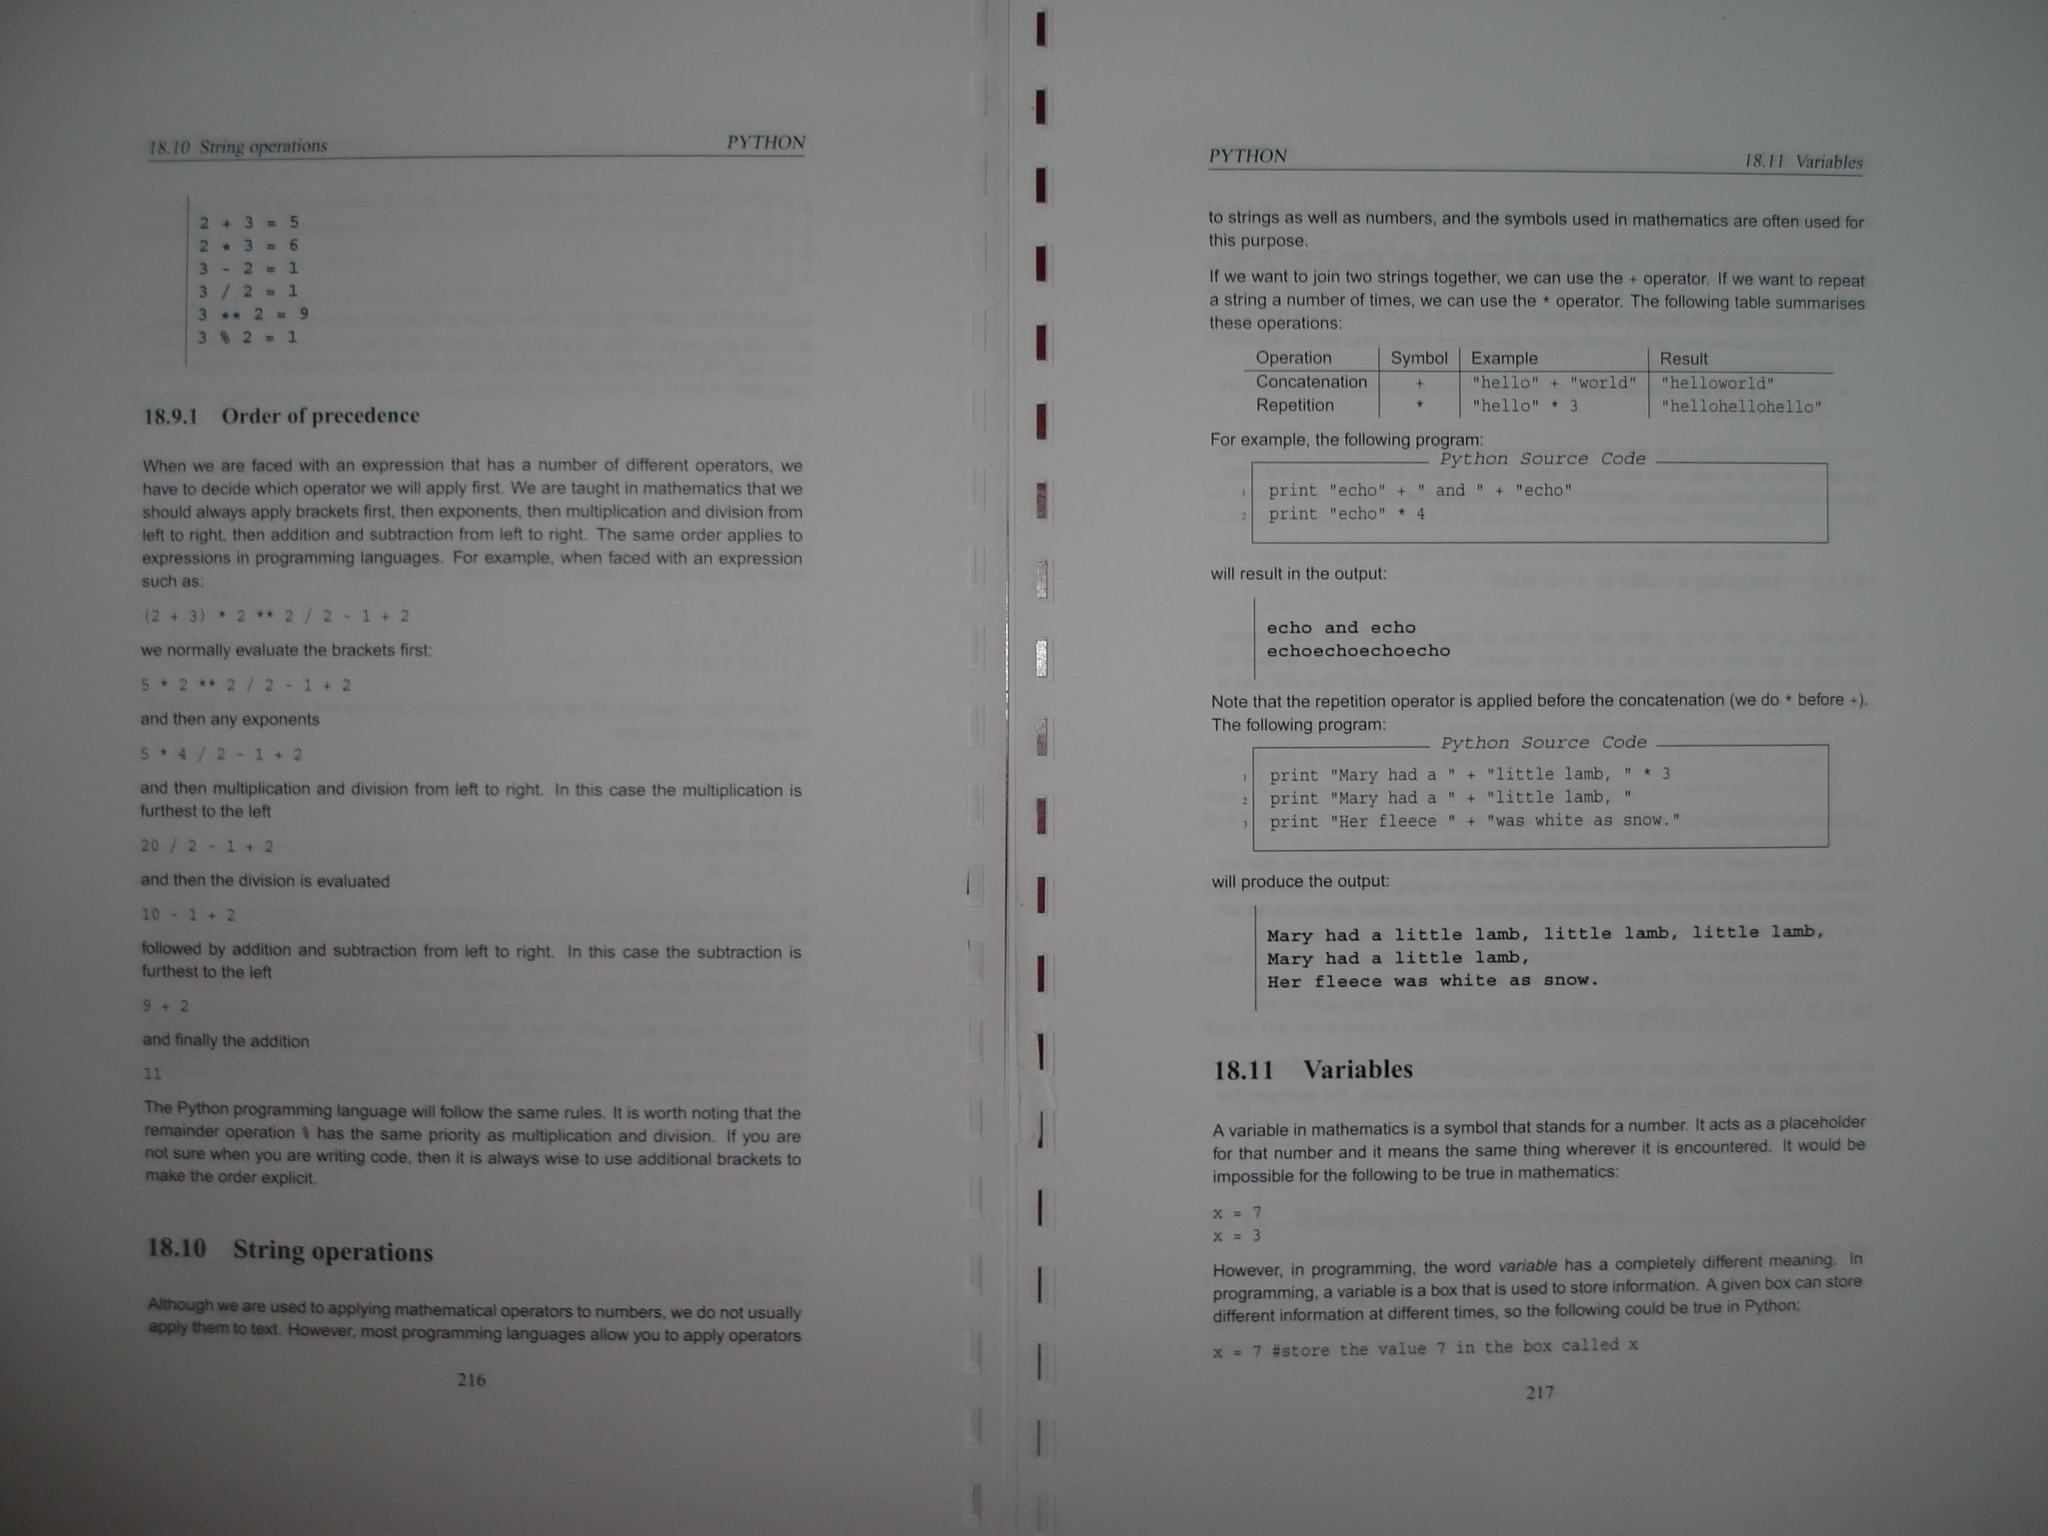 18.10 String operations PYTHON
2 + 3 = 5
2 * 3 = 6
3 - 2 = 1
3 / 2 = 1
3 ** 2 = 9
3 % 2 = 1
18.9.1 Order of precedence
When we are faced with an expression that has a number of different operators, we
have to decide which operator we will apply first. We are taught in mathematics that we
should always apply brackets first, then exponents, then multiplication and division from
left to right, then addition and subtraction from left to right. The same order applies to
expressions in programming languages. For example, when faced with an expression
such as:
(2 + 3) * 2 ** 2 / 2 - 1 + 2
we normally evaluate the brackets first:
5 * 2 ** 2 / 2 - 1 + 2
and then any exponents
5 * 4 / 2 - 1 + 2
and then multiplication and division from left to right. In this case the multiplication is
furthest to the left
20 / 2 - 1 + 2
and then the division is evaluated
10 - 1 + 2
followed by addition and subtraction from left to right. In this case the subtraction is
furthest to the left
9 + 2
and finally the addition
11
The Python programming language will follow the same rules. It is worth noting that the
remainder operation % has the same priority as multiplication and division. If you are
not sure when you are writing code, then it is always wise to use additional brackets to
make the order explicit.
18.10 String operations
Although we are used to applying mathematical operators to numbers, we do not usually
apply them to text. However, most programming languages allow you to apply operators
216
PYTHON 18.11 Variables
to strings as well as numbers, and the symbols used in mathematics are often used for
this purpose.
If we want to join two strings together, we can use the + operator. If we want to repeat
a string a number of times, we can use the * operator. The following table summarises
these operations:
Operation Symbol Example Result
Concatenation + "hello" + "world" "helloworld"
Repetition * "hello" * 3 "hellohellohello"
For example, the following program:
Python Source Code
1 print "echo" + " and " + "echo"
2 print "echo" * 4
will result in the output:
echo and echo
echoechoechoecho
Note that the repetition operator is applied before the concatenation (we do * before +).
The following program:
Python Source Code
1 print "Mary had a " + "little lamb, " * 3
2 print "Mary had a " + "little lamb, "
3 print "Her fleece " + "was white as snow."
will produce the output:
Mary had a little lamb, little lamb, little lamb,
Mary had a little lamb,
Her fleece was white as snow.
18.11 Variables
A variable in mathematics is a symbol that stands for a number. It acts as a placeholder
for that number and it means the same thing wherever it is encountered. It would be
impossible for the following to be true in mathematics:
x = 7
x = 3
However, in programming, the word variable has a completely different meaning. In
programming, a variable is a box that is used to store information. A given box can store
different information at different times, so the following could be true in Python:
x = 7 #store the value 7 in the box called x
217